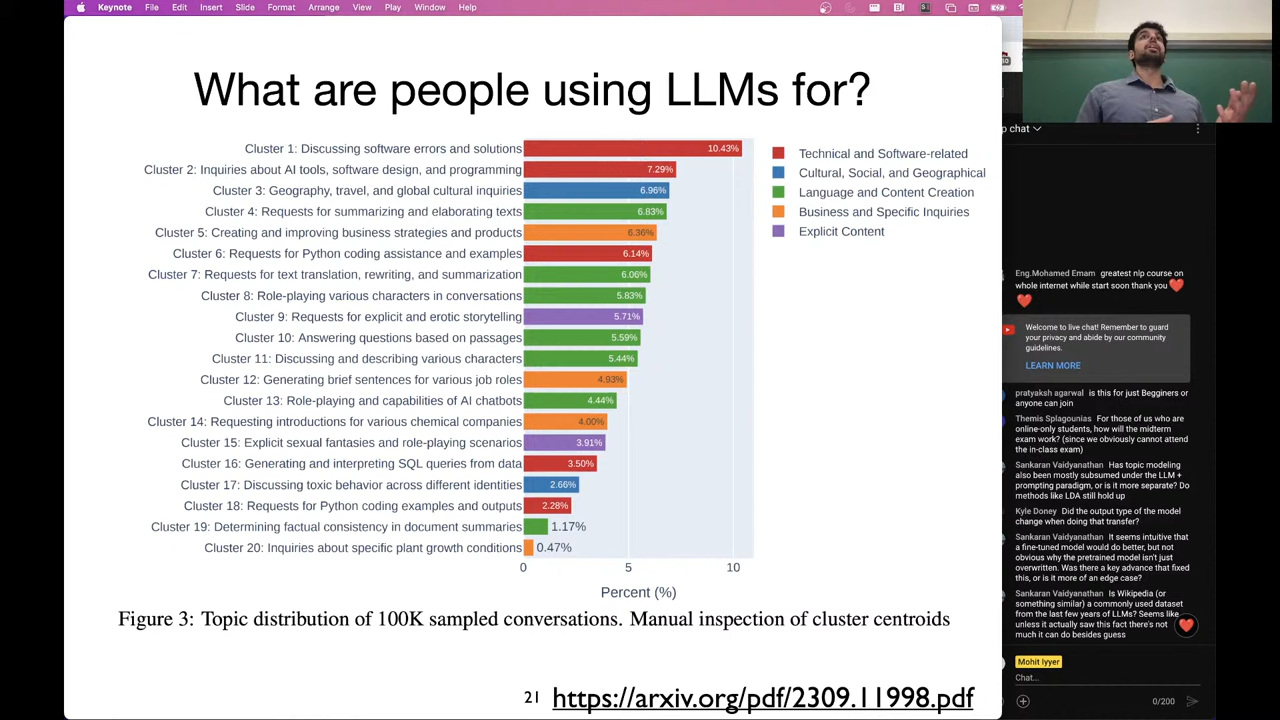 Keynote File Edit Slide Format Arrange View Play Window Help
What are people using LLMs for?
Cluster 1: Discussing software errors and solutions 10.43%
Cluster 2: Inquiries about AI tools, software design, and programming 7.29%
Cluster 3: Geography, travel, and global cultural inquiries 6.96%
Cluster 4: Requests for summarizing and elaborating texts 6.83%
Cluster 5: Creating and improving business strategies and products 6.36%
Cluster 6: Requests for Python coding assistance and examples 6.14%
Cluster 7: Requests for text translation, rewriting, and summarization 6.06%
Cluster 8: Role-playing various characters in conversations 5.83%
Cluster 9: Requests for explicit and erotic storytelling 5.71%
Cluster 10: Answering questions based on passages 5.59%
Cluster 11: Discussing and describing various characters 5.44%
Cluster 12: Generating brief sentences for various job roles 4.93%
Cluster 13: Role-playing and capabilities of AI chatbots 4.44%
Cluster 14: Requesting introductions for various chemical companies 4.00%
Cluster 15: Explicit sexual fantasies and role-playing scenarios 3.91%
Cluster 16: Generating and interpreting SQL queries from data 3.50%
Cluster 17: Discussing toxic behavior across different identities 2.66%
Cluster 18: Requests for Python coding examples and outputs 2.28%
Cluster 19: Determining factual consistency in document summaries 1.17%
Cluster 20: Inquiries about specific plant growth conditions 0.47%
0 5 10
Percent (%)
Technical and Software-related
Cultural, Social, and Geographical
Language and Content Creation
Business and Specific Inquiries
Explicit Content
Figure 3: Topic distribution of 100K sampled conversations. Manual inspection of cluster centroids
21 https://arxiv.org/pdf/2309.11998.pdf
p chat
Eng.Mohamed Emam greatest nlp course on
whole internet while start soon thank you❤️
❤️
Welcome to live chat! Remember to guard
your privacy and abide by our community
guidelines.
LEARN MORE
pratyaksh agarwal is this for just Begginers or
anyone can join
Themis Splagounias For those of us who are
online-only students, how will the midterm
exam work? (since we obviously cannot attend
the in-class exam)
Sankaran Vaidyanathan Has topic modeling
also been mostly subsumed under the LLM +
prompting paradigm, or is it more separate? Do
methods like LDA still hold up
Kyle Doney Did the output type of the model
change when doing that transfer?
Sankaran Vaidyanathan It seems intuitive that
a fine-tuned model would do better, but not
obvious why the pretrained model isn't just
overwritten. Was there a key advance that fixed
this, or is it more of an edge case?
Sankaran Vaidyanathan Is Wikipedia (or
something similar) a commonly used dataset
from the last few years of LLMs? Seems like
unless it actually saw this fact there's not
much it can do besides guess
Mohit Iyyer
Chat...
0/200